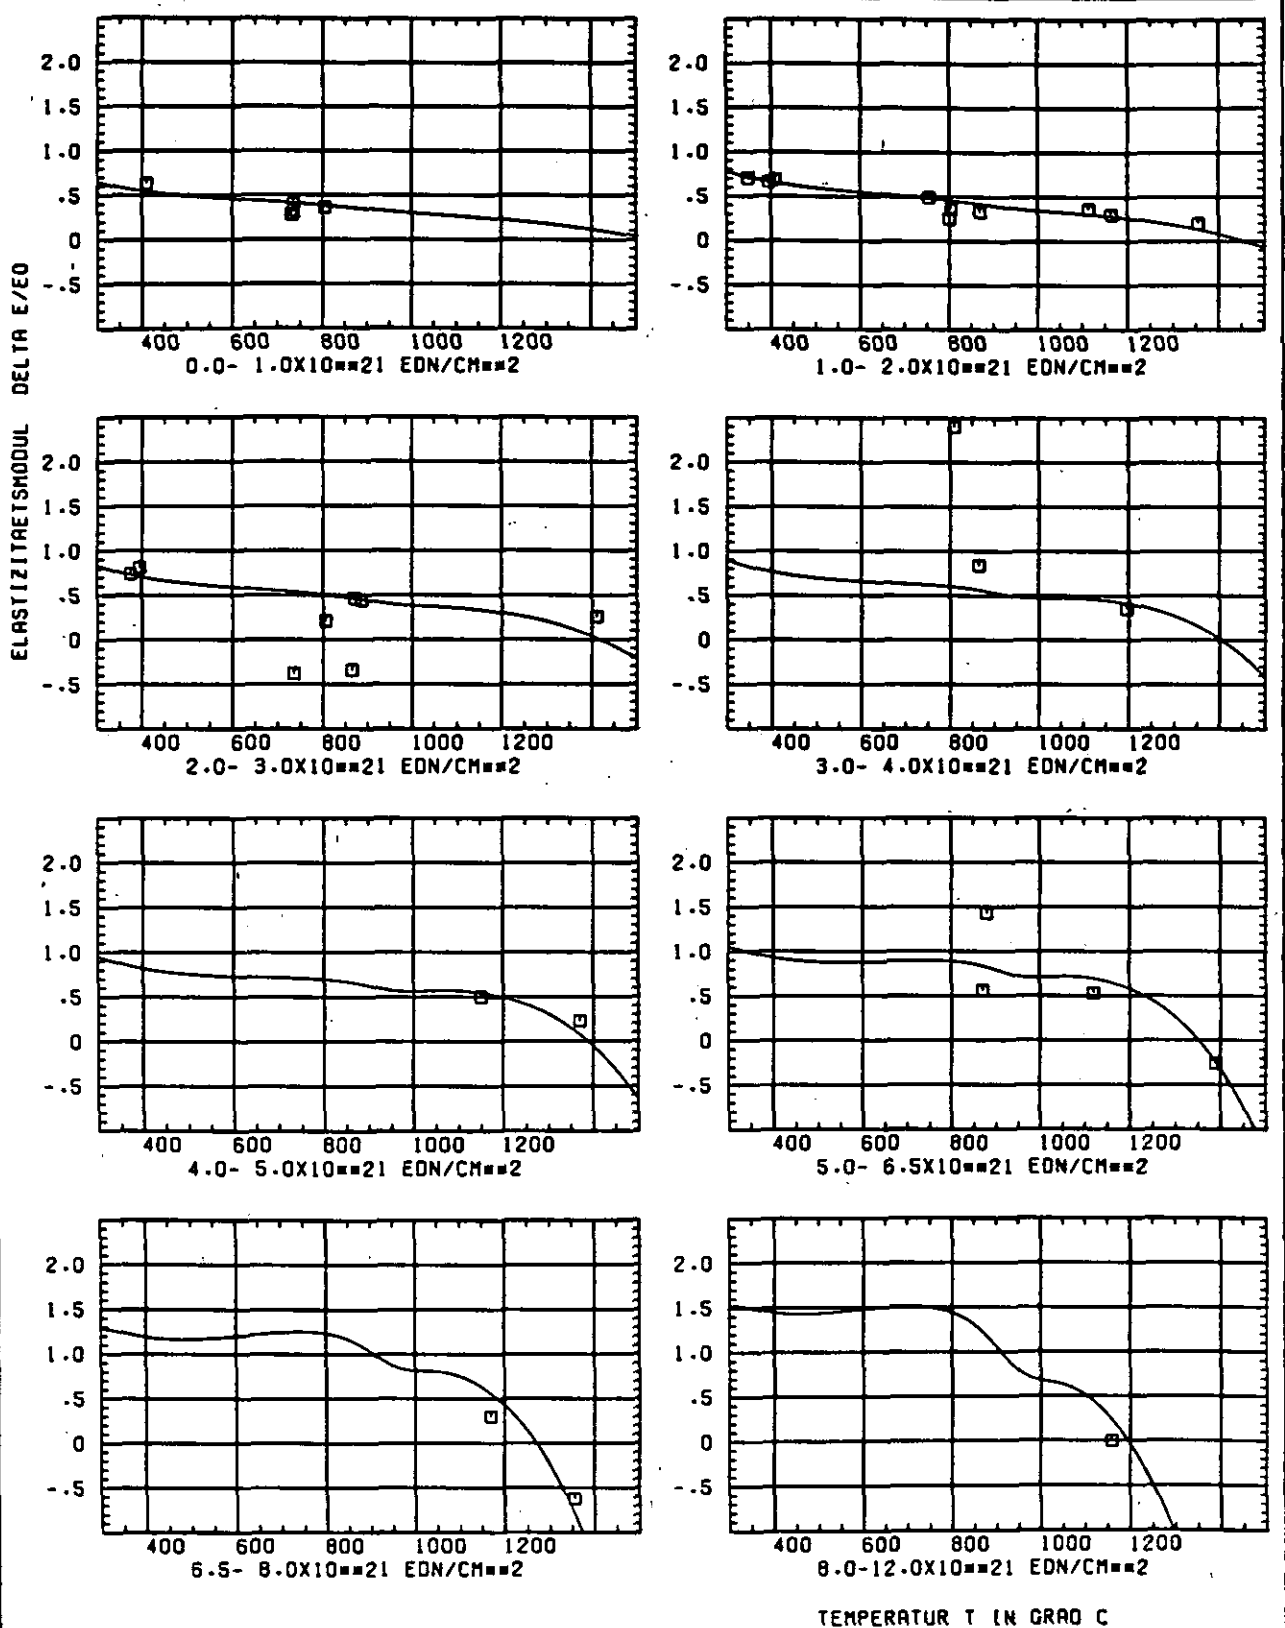 ELASTIZITAETSMODUL DELTA E/E0
2.0
1.5
1.0
.5
0
-.5
400 600 800 1000 1200
0.0- 1.0X10**21 EDN/CM**2
2.0
1.5
1.0
.5
0
-.5
400 600 800 1000 1200
1.0- 2.0X10**21 EDN/CM**2
2.0
1.5
1.0
.5
0
-.5
400 600 800 1000 1200
2.0- 3.0X10**21 EDN/CM**2
2.0
1.5
1.0
.5
0
-.5
400 600 800 1000 1200
3.0- 4.0X10**21 EDN/CM**2
2.0
1.5
1.0
.5
0
-.5
400 600 800 1000 1200
4.0- 5.0X10**21 EDN/CM**2
2.0
1.5
1.0
.5
0
-.5
400 600 800 1000 1200
5.0- 6.5X10**21 EDN/CM**2
2.0
1.5
1.0
.5
0
-.5
400 600 800 1000 1200
6.5- 8.0X10**21 EDN/CM**2
2.0
1.5
1.0
.5
0
-.5
400 600 800 1000 1200
8.0-12.0X10**21 EDN/CM**2
TEMPERATUR T IN GRAD C